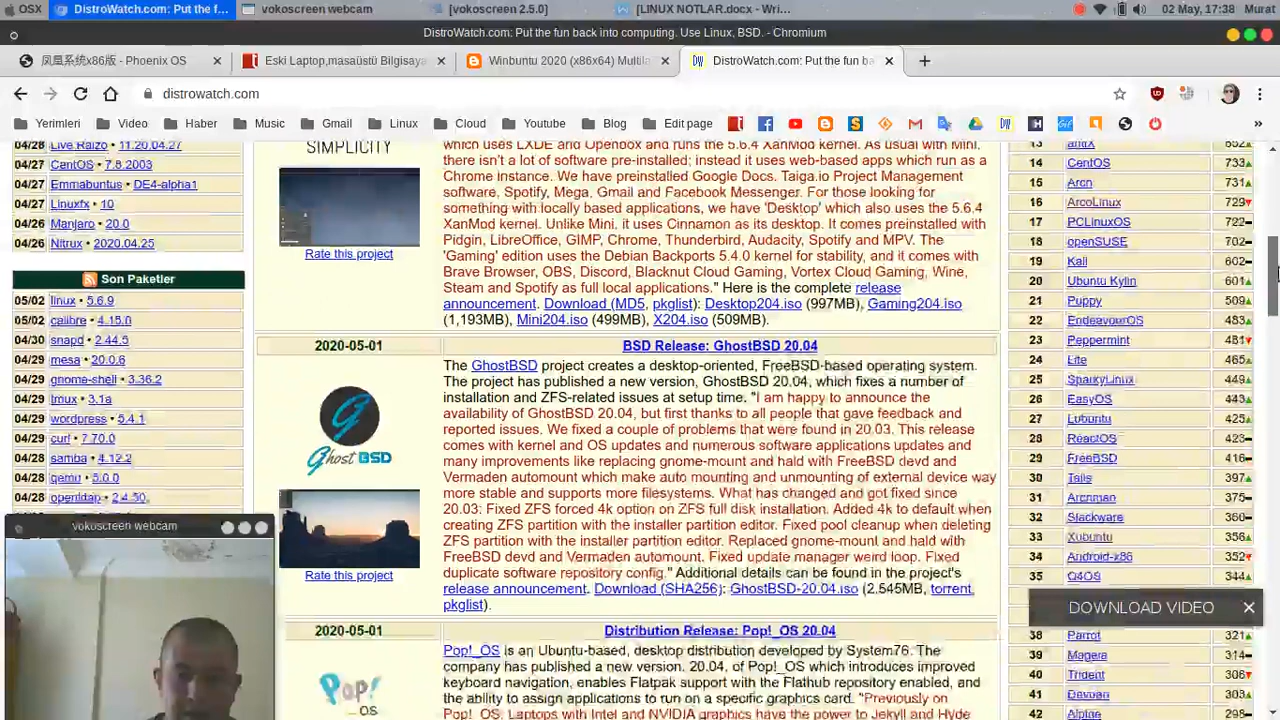 OSX
DistroWatch.com: Put the f...
vokoscreen webcam
[vokoscreen 2.5.0]
[LINUX NOTLAR.docx - Wri...
02 May, 17:38
Murat
DistroWatch.com: Put the fun back into computing. Use Linux, BSD. - Chromium
凤凰系统x86版 - Phoenix OS
Eski Laptop,masaüstü Bilgisaya
Winbuntu 2020 (x86x64) Multila
DistroWatch.com: Put the fun ba
distrowatch.com
Yerimleri
Video
Haber
Music
Gmail
Linux
Cloud
Youtube
Blog
Edit page
»
04/28 Live Raizo • 11.20.04.27
04/27 CentOS • 7.8.2003
04/27 Emmabuntus • DE4-alpha1
04/27 Linuxfx • 10
04/26 Manjaro • 20.0
04/26 Nitrux • 2020.04.25
Son Paketler
05/02 linux • 5.6.9
05/02 calibre • 4.15.0
04/30 snapd • 2.44.5
04/29 mesa • 20.0.6
04/29 gnome-shell • 3.36.2
04/29 tmux • 3.1a
04/29 wordpress • 5.4.1
04/29 curl • 7.70.0
04/28 samba • 4.12.2
04/28 qemu • 5.0.0
04/28 openldap • 2.4.50
vokoscreen webcam
SIMPLICITY
Rate this project
which uses LXDE and Openbox and runs the 5.6.4 XanMod kernel. As usual with Mini,
there isn't a lot of software pre-installed; instead it uses web-based apps which run as a
Chrome instance. We have preinstalled Google Docs. Taiga.io Project Management
software, Spotify, Mega, Gmail and Facebook Messenger. For those looking for
something with locally based applications, we have 'Desktop' which also uses the 5.6.4
XanMod kernel. Unlike Mini, it uses Cinnamon as its desktop. It comes preinstalled with
Pidgin, LibreOffice, GIMP, Chrome, Thunderbird, Audacity, Spotify and MPV. The
'Gaming' edition uses the Debian Backports 5.4.0 kernel for stability, and it comes with
Brave Browser, OBS, Discord, Blacknut Cloud Gaming, Vortex Cloud Gaming, Wine,
Steam and Spotify as full local applications." Here is the complete release
announcement. Download (MD5, pkglist): Desktop204.iso (997MB), Gaming204.iso
(1,193MB), Mini204.iso (499MB), X204.iso (509MB).
2020-05-01
BSD Release: GhostBSD 20.04
Ghost BSD
Rate this project
The GhostBSD project creates a desktop-oriented, FreeBSD-based operating system.
The project has published a new version, GhostBSD 20.04, which fixes a number of
installation and ZFS-related issues at setup time. "I am happy to announce the
availability of GhostBSD 20.04, but first thanks to all people that gave feedback and
reported issues. We fixed a couple of problems that were found in 20.03. This release
comes with kernel and OS updates and numerous software applications updates and
many improvements like replacing gnome-mount and hald with FreeBSD devd and
Vermaden automount which make auto mounting and unmounting of external device way
more stable and supports more filesystems. What has changed and got fixed since
20.03: Fixed ZFS forced 4k option on ZFS full disk installation. Added 4k to default when
creating ZFS partition with the installer partition editor. Fixed pool cleanup when deleting
ZFS partition with the installer partition editor. Replaced gnome-mount and hald with
FreeBSD devd and Vermaden automount. Fixed update manager weird loop. Fixed
duplicate software repository config." Additional details can be found in the project's
release announcement. Download (SHA256): GhostBSD-20.04.iso (2.545MB, torrent,
pkglist).
2020-05-01
Distribution Release: Pop!_OS 20.04
Pop!
OS
Pop!_OS is an Ubuntu-based, desktop distribution developed by System76. The
company has published a new version. 20.04, of Pop!_OS which introduces improved
keyboard navigation, enables Flatpak support with the Flathub repository enabled, and
the ability to assign applications to run on a specific graphics card. "Previously on
Pop!_OS, Laptops with Intel and NVIDIA graphics have the power to Jekyll and Hyde
13 antiX 852
14 CentOS 733
15 Arch 731
16 ArcoLinux 729
17 PCLinuxOS 722
18 openSUSE 702
19 Kali 602
20 Ubuntu Kylin 601
21 Puppy 509
22 EndeavourOS 483
23 Peppermint 481
24 Lite 465
25 SparkyLinux 449
26 EasyOS 443
27 Lubuntu 425
28 ReactOS 423
29 FreeBSD 416
30 Tails 397
31 Archman 375
32 Slackware 360
33 Xubuntu 356
34 Android-x86 352
35 Q4OS 344
DOWNLOAD VIDEO
38 Parrot 321
39 Mageia 314
40 Trident 306
41 Devuan 305
42 Alpine 298